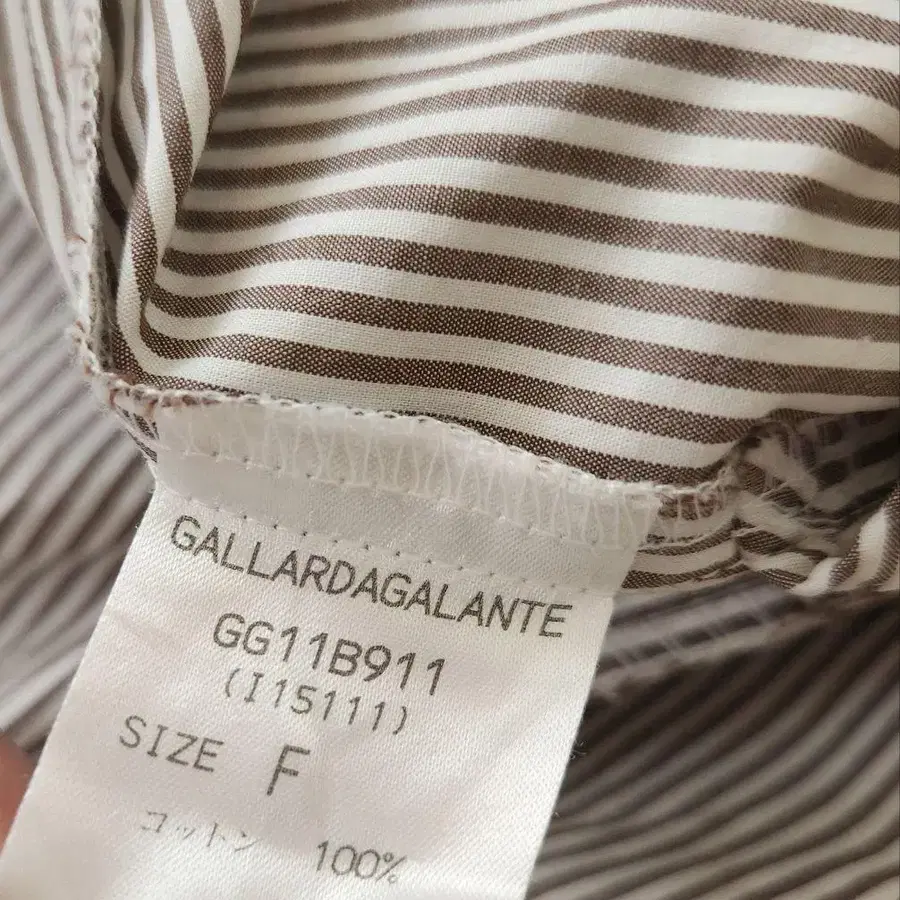 GALLARDAGALANTE
GG11B911
(I15111)
SIZE F
コットン 100%